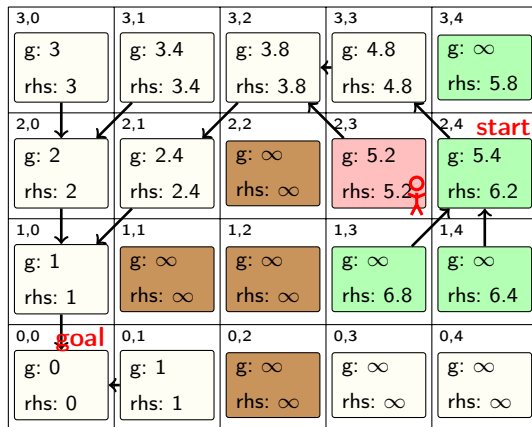 3,0 3,1 3,2 3,3 3,4
g: 3 g: 3.4 g: 3.8 g: 4.8 g: ∞
rhs: 3 rhs: 3.4 rhs: 3.8 rhs: 4.8 rhs: 5.8
2,0 2,1 2,2 2,3 2,4 start
g: 2 g: 2.4 g: ∞ g: 5.2 g: 5.4
rhs: 2 rhs: 2.4 rhs: ∞ rhs: 5.2 rhs: 6.2
1,0 1,1 1,2 1,3 1,4
g: 1 g: ∞ g: ∞ g: ∞ g: ∞
rhs: 1 rhs: ∞ rhs: ∞ rhs: 6.8 rhs: 6.4
0,0 goal 0,1 0,2 0,3 0,4
g: 0 g: 1 g: ∞ g: ∞ g: ∞
rhs: 0 rhs: 1 rhs: ∞ rhs: ∞ rhs: ∞